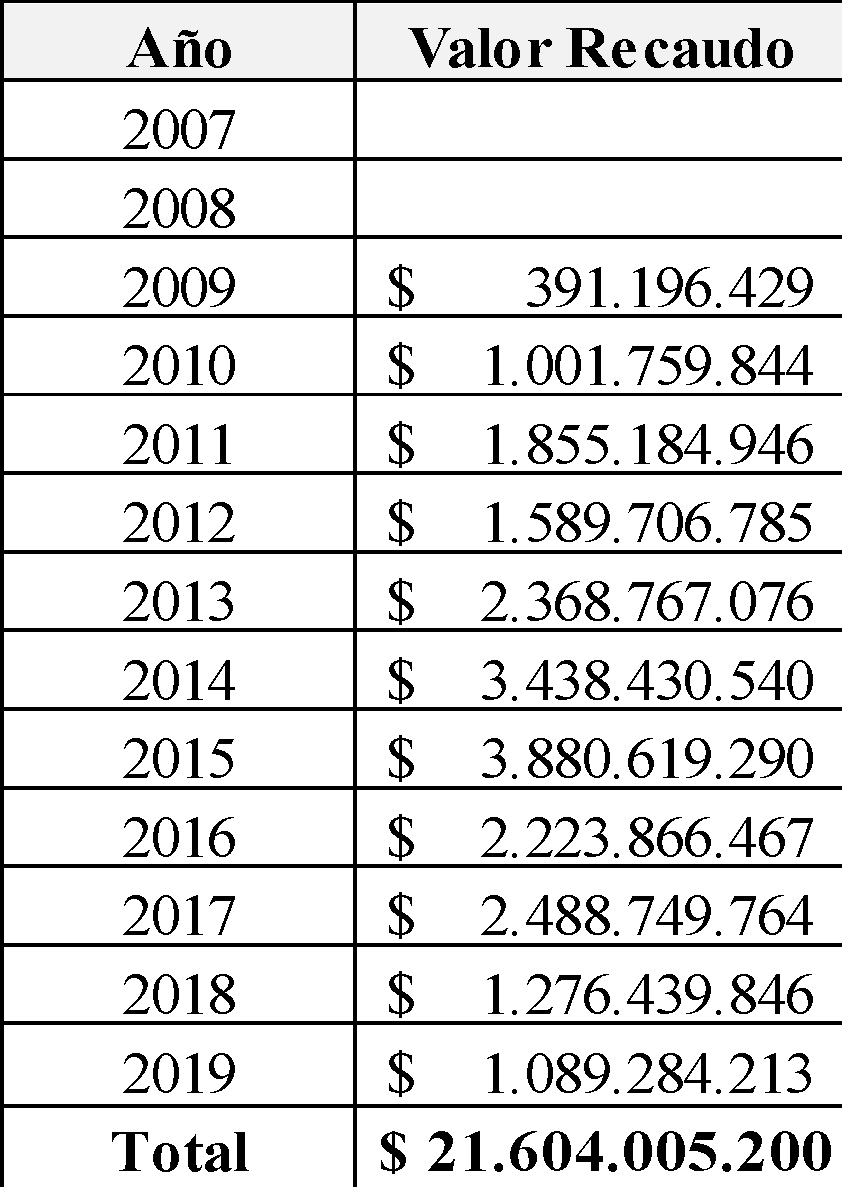 Año Valor Recaudo
2007
2008
2009 $ 391.196.429
2010 $ 1.001.759.844
2011 $ 1.855.184.946
2012 $ 1.589.706.785
2013 $ 2.368.767.076
2014 $ 3.438.430.540
2015 $ 3.880.619.290
2016 $ 2.223.866.467
2017 $ 2.488.749.764
2018 $ 1.276.439.846
2019 $ 1.089.284.213
Total $ 21.604.005.200